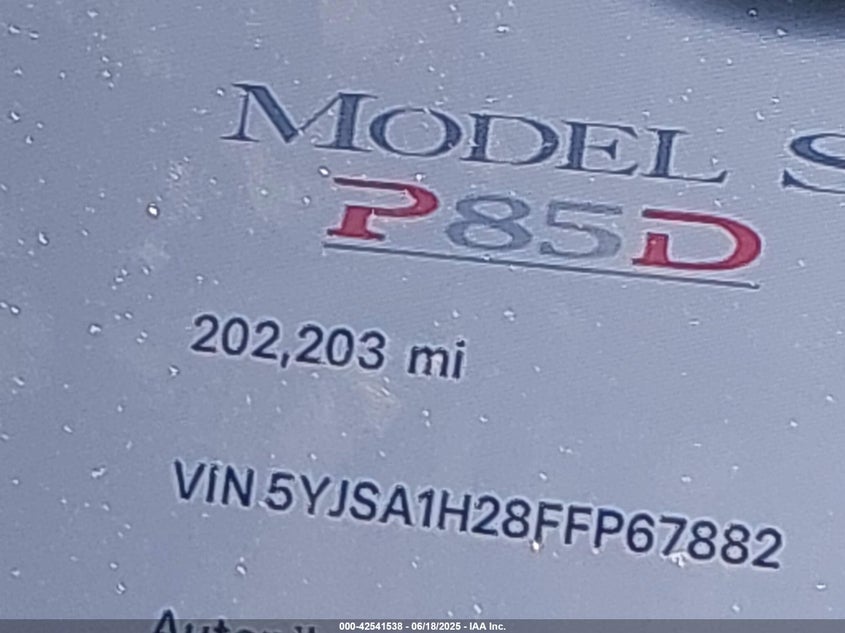 MODEL S
P85D
202,203 mi
VIN 5YJSA1H28FFP67882
000-42541538 - 06/18/2025 - IAA Inc.